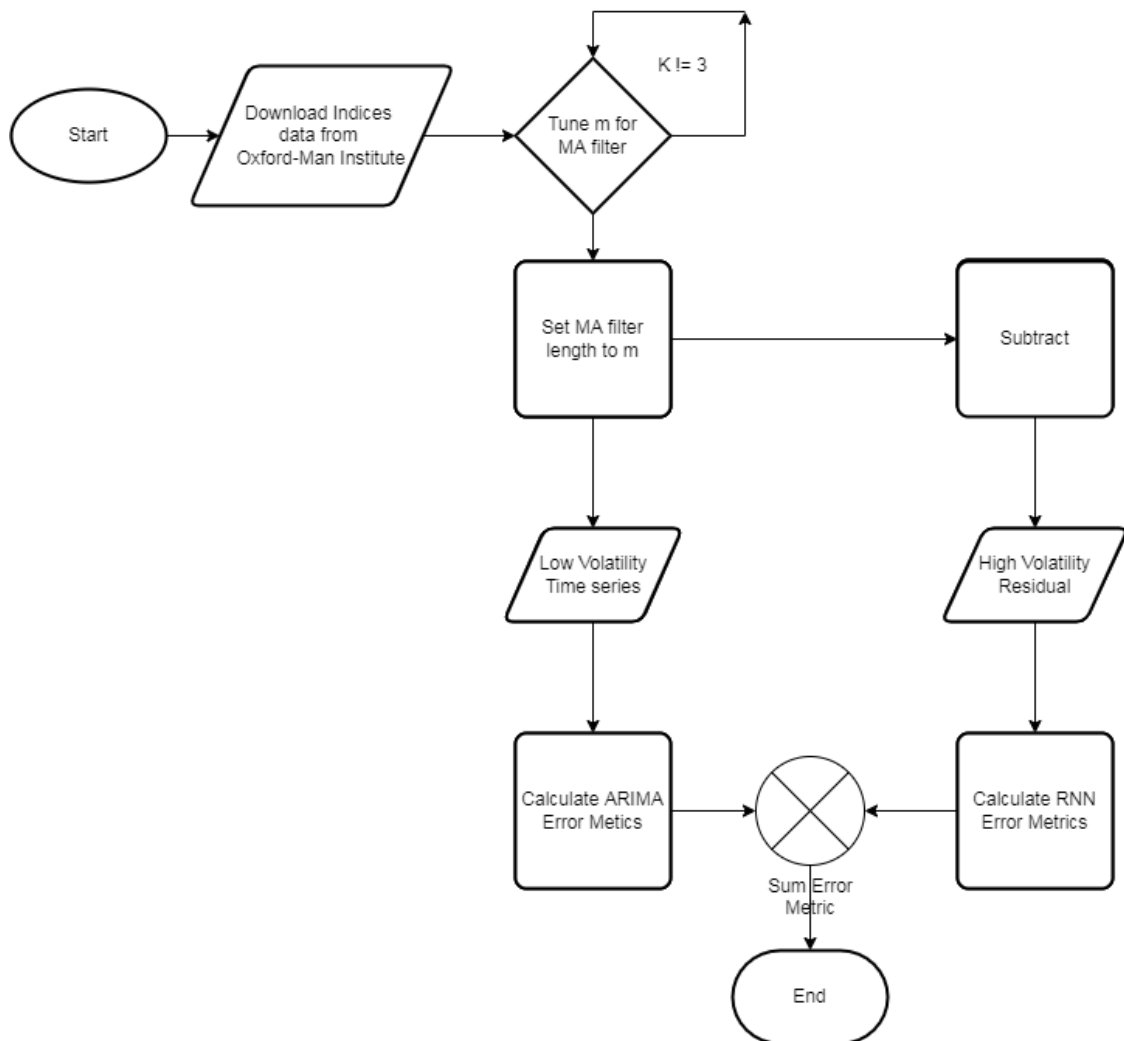 K != 3
Start
Download Indices
data from
Oxford-Man Institute
Tune m for
MA filter
Set MA filter
length to m
Subtract
Low Volatility
Time series
High Volatility
Residual
Calculate ARIMA
Error Metics
Calculate RNN
Error Metrics
Sum Error
Metric
End